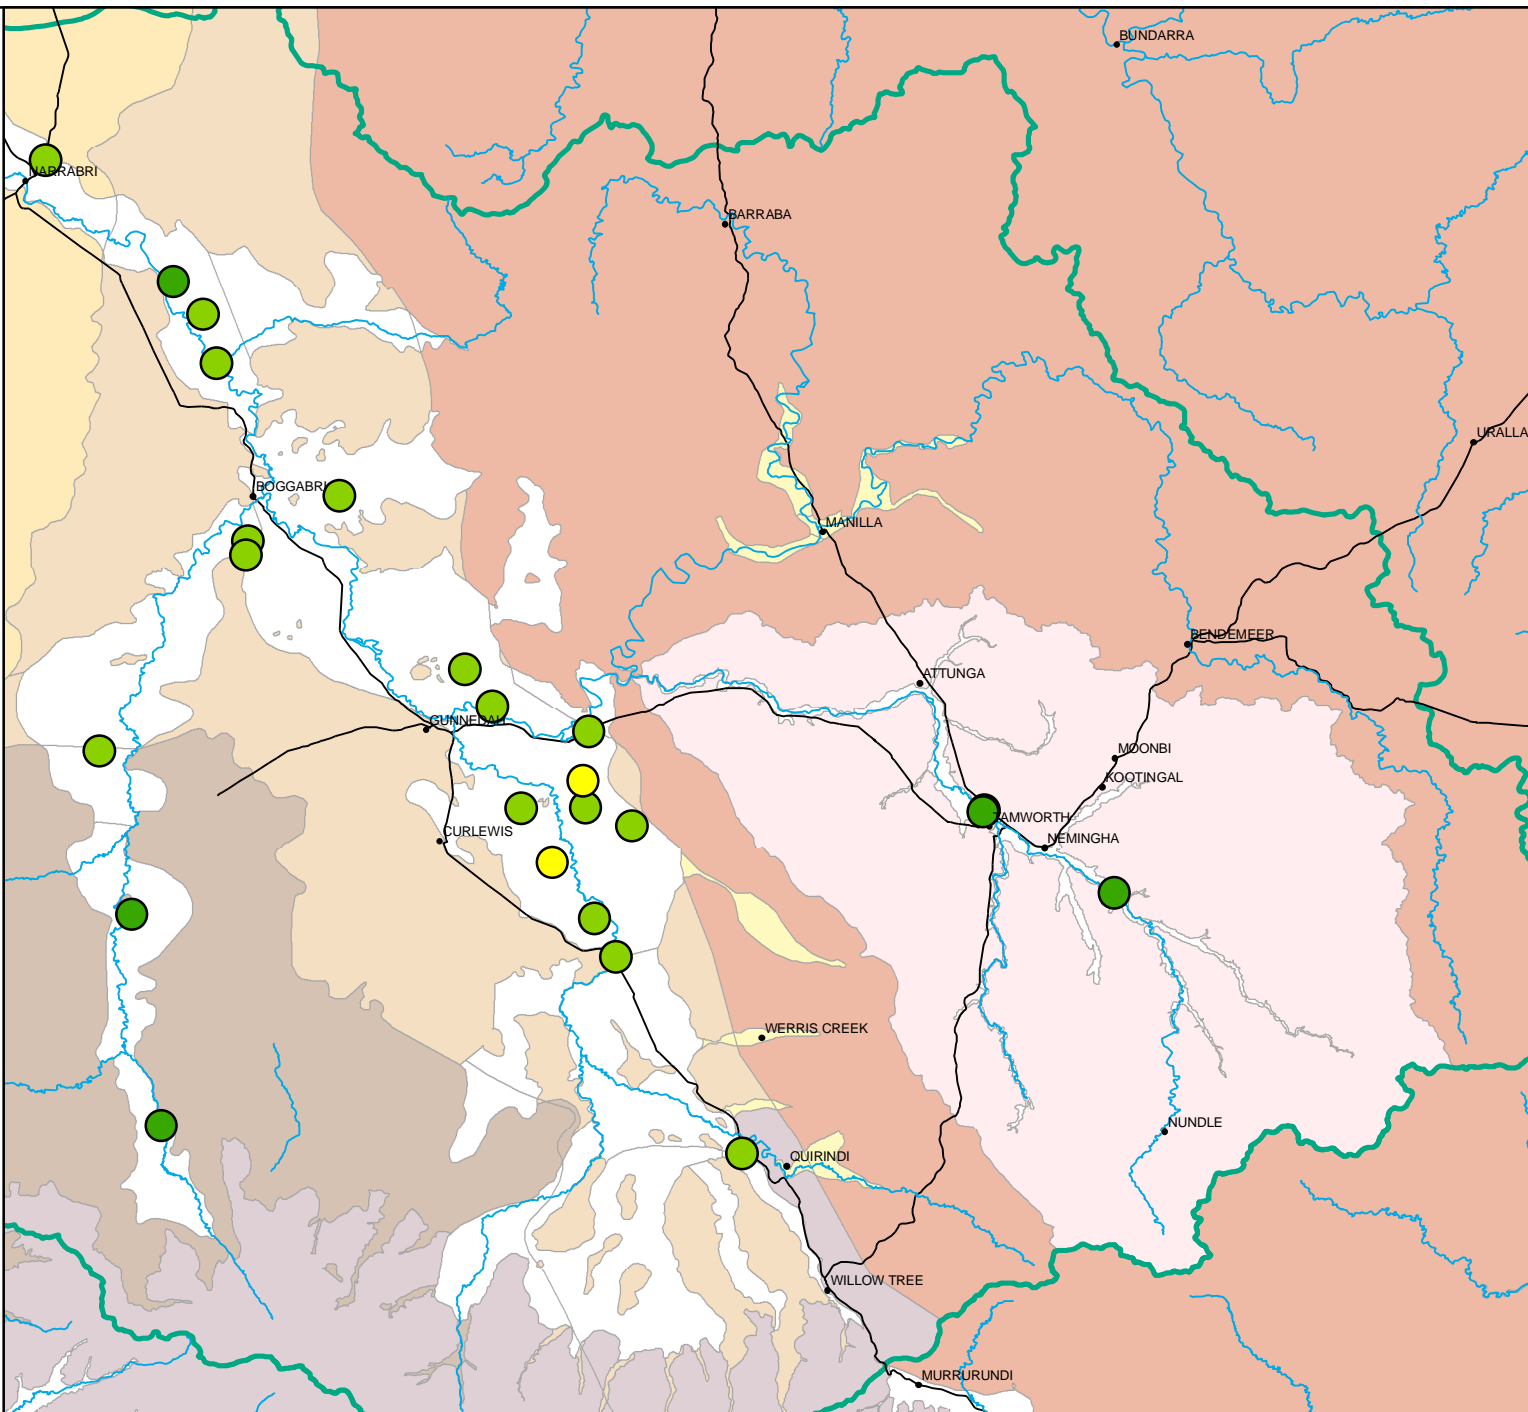 BUNDARRA
NARRABRI
BARRABA
URALLA
BOGGABRI
MANILLA
BENDEMEER
ATTUNGA
GUNNEDAH
MOONBI
KOOTINGAL
TAMWORTH
CURLEWIS
NEMINGHA
WERRIS CREEK
NUNDLE
QUIRINDI
WILLOW TREE
MURRURUNDI